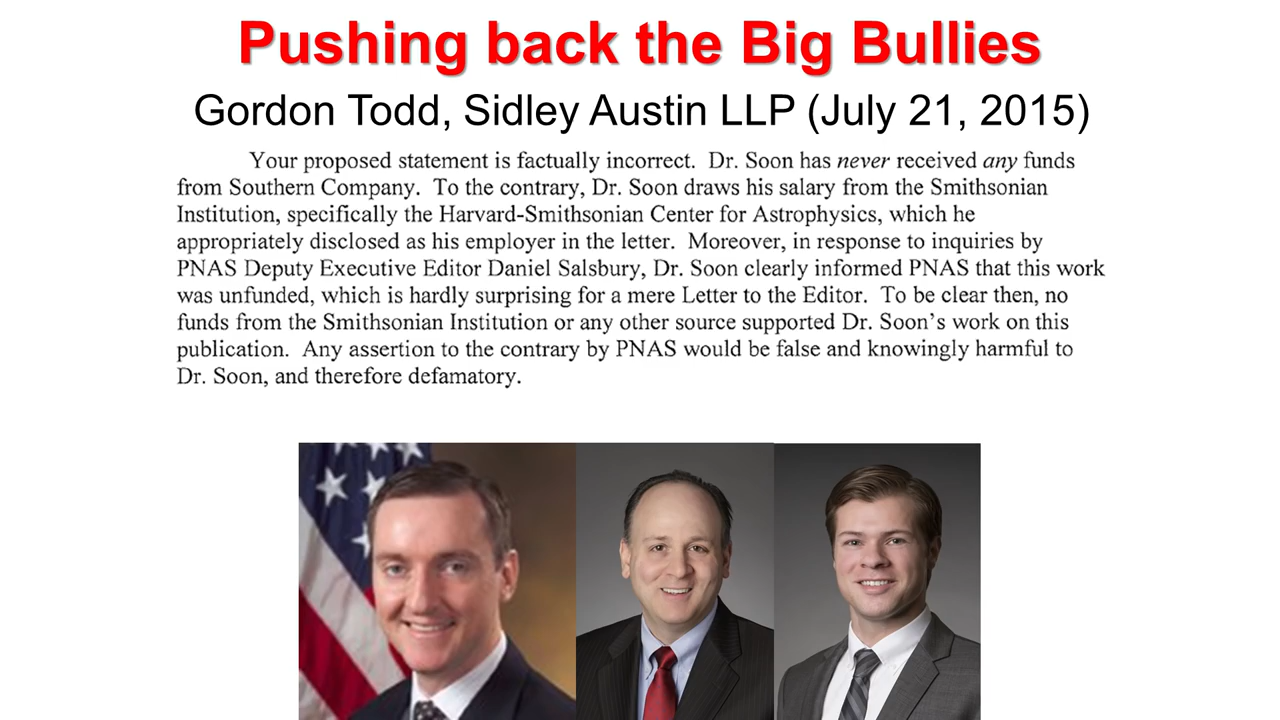 Pushing back the Big Bullies
Gordon Todd, Sidley Austin LLP (July 21, 2015)
Your proposed statement is factually incorrect. Dr. Soon has never received any funds
from Southern Company. To the contrary, Dr. Soon draws his salary from the Smithsonian
Institution, specifically the Harvard-Smithsonian Center for Astrophysics, which he
appropriately disclosed as his employer in the letter. Moreover, in response to inquiries by
PNAS Deputy Executive Editor Daniel Salsbury, Dr. Soon clearly informed PNAS that this work
was unfunded, which is hardly surprising for a mere Letter to the Editor. To be clear then, no
funds from the Smithsonian Institution or any other source supported Dr. Soon's work on this
publication. Any assertion to the contrary by PNAS would be false and knowingly harmful to
Dr. Soon, and therefore defamatory.